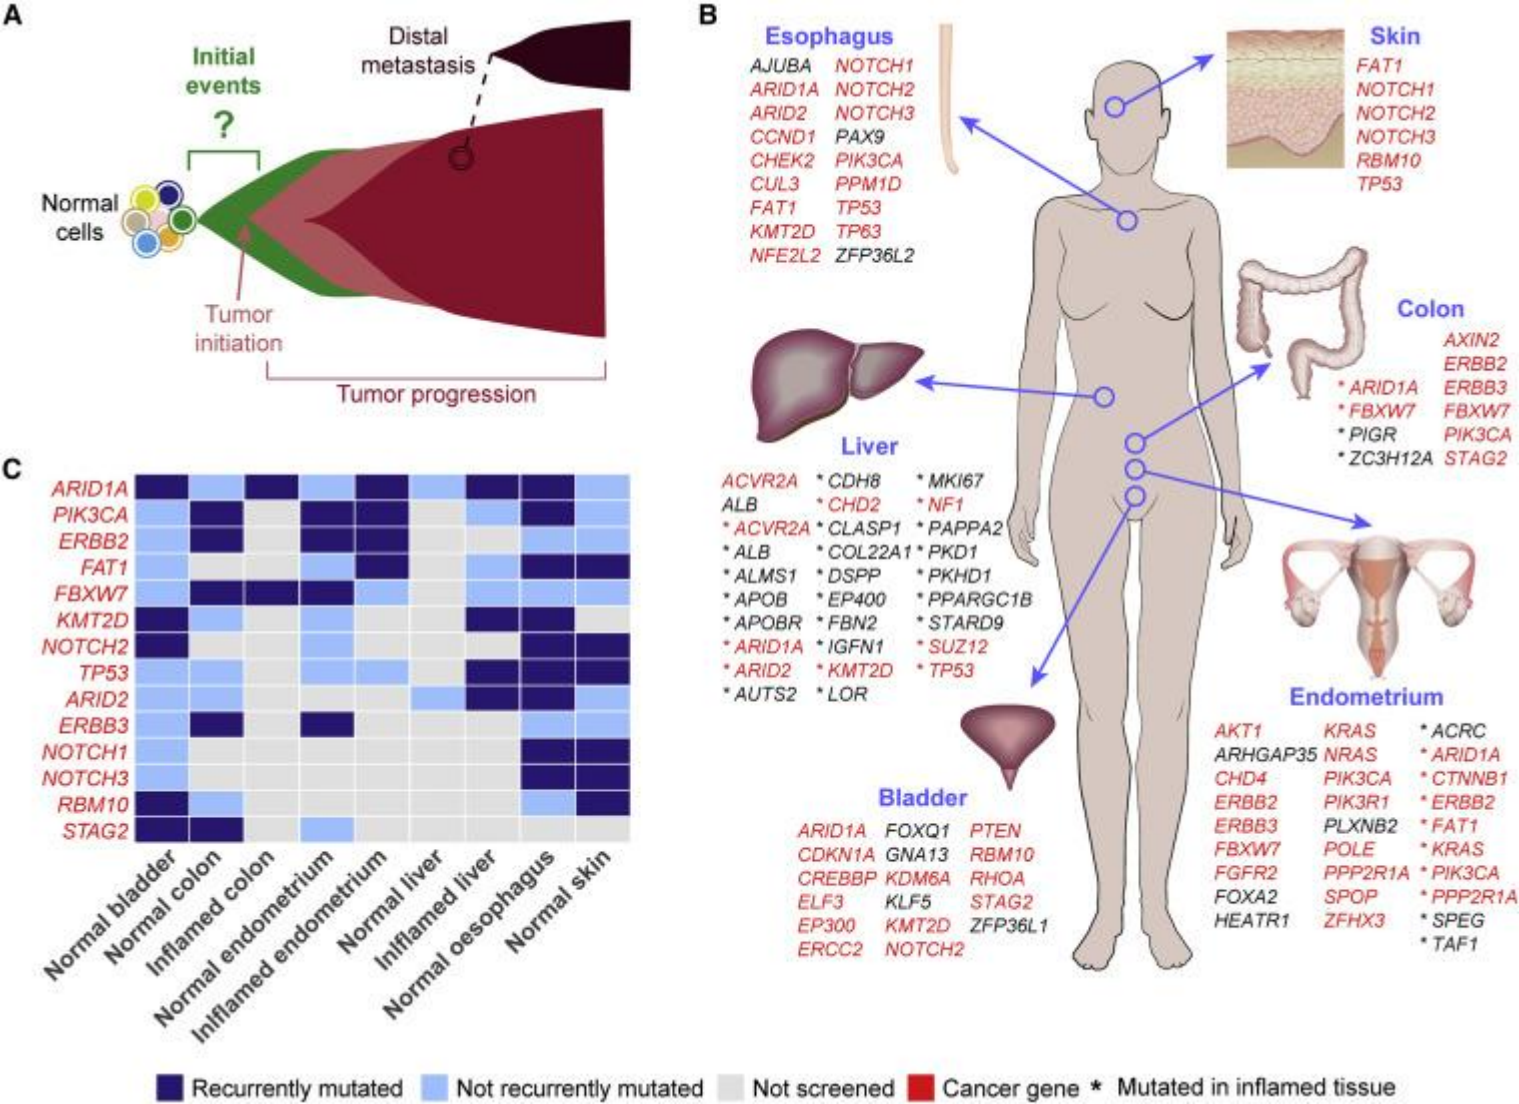 A
Initial
events
?
Distal
metastasis
Normal
cells
Tumor
initiation
Tumor progression
B
Esophagus
AJUBA NOTCH1
ARID1A NOTCH2
ARID2 NOTCH3
CCND1 PAX9
CHEK2 PIK3CA
CUL3 PPM1D
FAT1 TP53
KMT2D TP63
NFE2L2 ZFP36L2
Skin
FAT1
NOTCH1
NOTCH2
NOTCH3
RBM10
TP53
Colon
AXIN2
ERBB2
* ARID1A ERBB3
* FBXW7 FBXW7
* PIGR PIK3CA
* ZC3H12A STAG2
Liver
ACVR2A * CDH8 * MKI67
ALB * CHD2 * NF1
* ACVR2A * CLASP1 * PAPPA2
* ALB * COL22A1 * PKD1
* ALMS1 * DSPP * PKHD1
* APOB * EP400 * PPARGC1B
* APOBR * FBN2 * STARD9
* ARID1A * IGFN1 * SUZ12
* ARID2 * KMT2D * TP53
* AUTS2 * LOR
Endometrium
AKT1 KRAS * ACRC
ARHGAP35 NRAS * ARID1A
CHD4 PIK3CA * CTNNB1
ERBB2 PIK3R1 * ERBB2
ERBB3 PLXNB2 * FAT1
FBXW7 POLE * KRAS
FGFR2 PPP2R1A * PIK3CA
FOXA2 SPOP * PPP2R1A
HEATR1 ZFHX3 * SPEG
* TAF1
Bladder
ARID1A FOXQ1 PTEN
CDKN1A GNA13 RBM10
CREBBP KDM6A RHOA
ELF3 KLF5 STAG2
EP300 KMT2D ZFP36L1
ERCC2 NOTCH2
C
ARID1A
PIK3CA
ERBB2
FAT1
FBXW7
KMT2D
NOTCH2
TP53
ARID2
ERBB3
NOTCH1
NOTCH3
RBM10
STAG2
Normal bladder
Normal colon
Inflamed colon
Normal endometrium
Inlflamed endometrium
Normal liver
Inlflamed liver
Normal oesophagus
Normal skin
Recurrently mutated Not recurrently mutated Not screened Cancer gene * Mutated in inflamed tissue